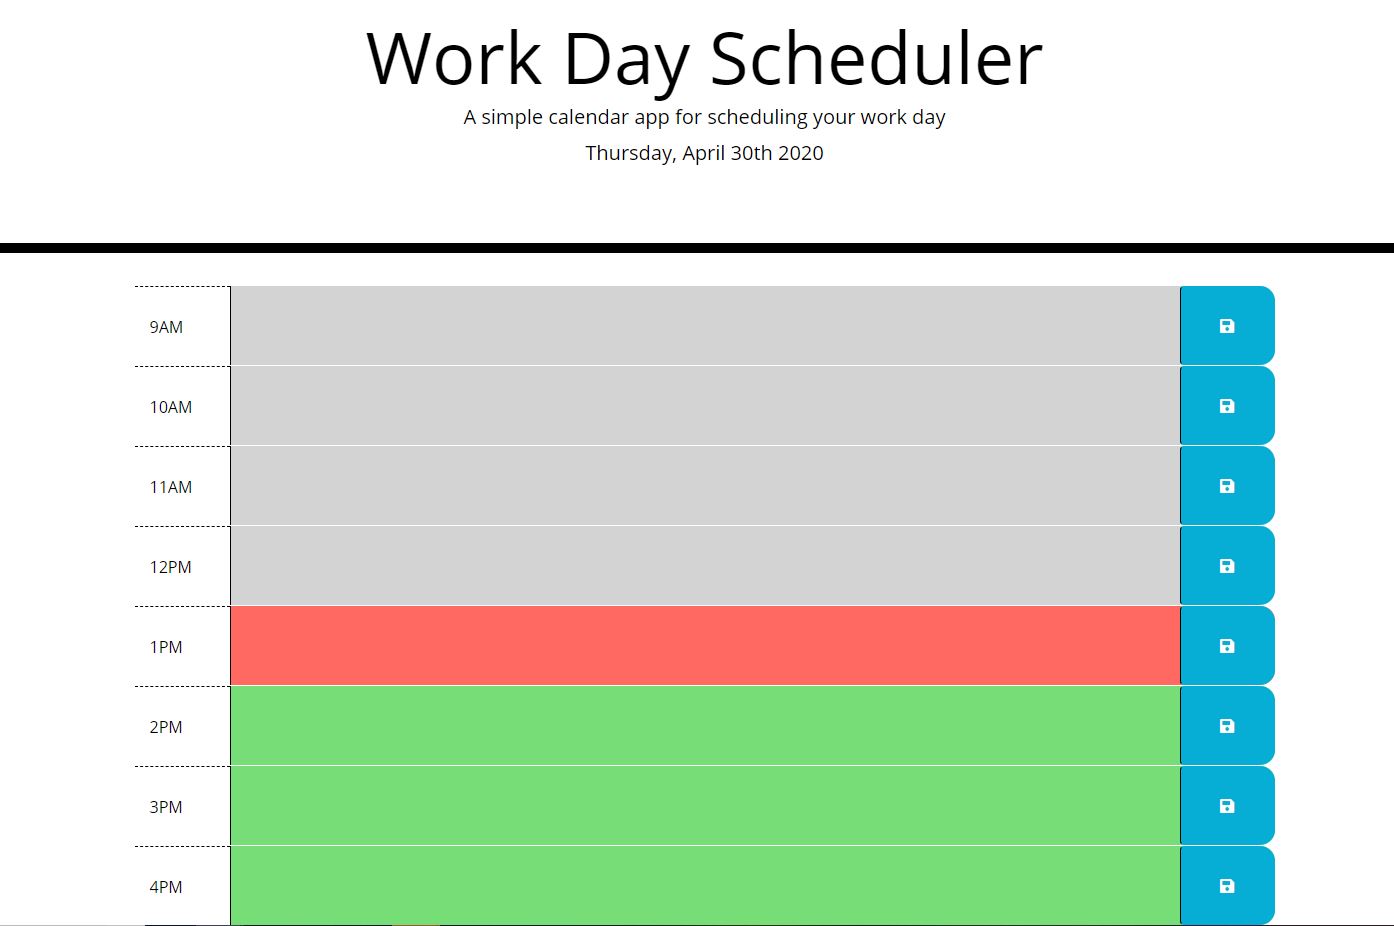 Work Day Scheduler
A simple calendar app for scheduling your work day
Thursday, April 30th 2020
9AM
10AM
11AM
12PM
1PM
2PM
3PM
4PM